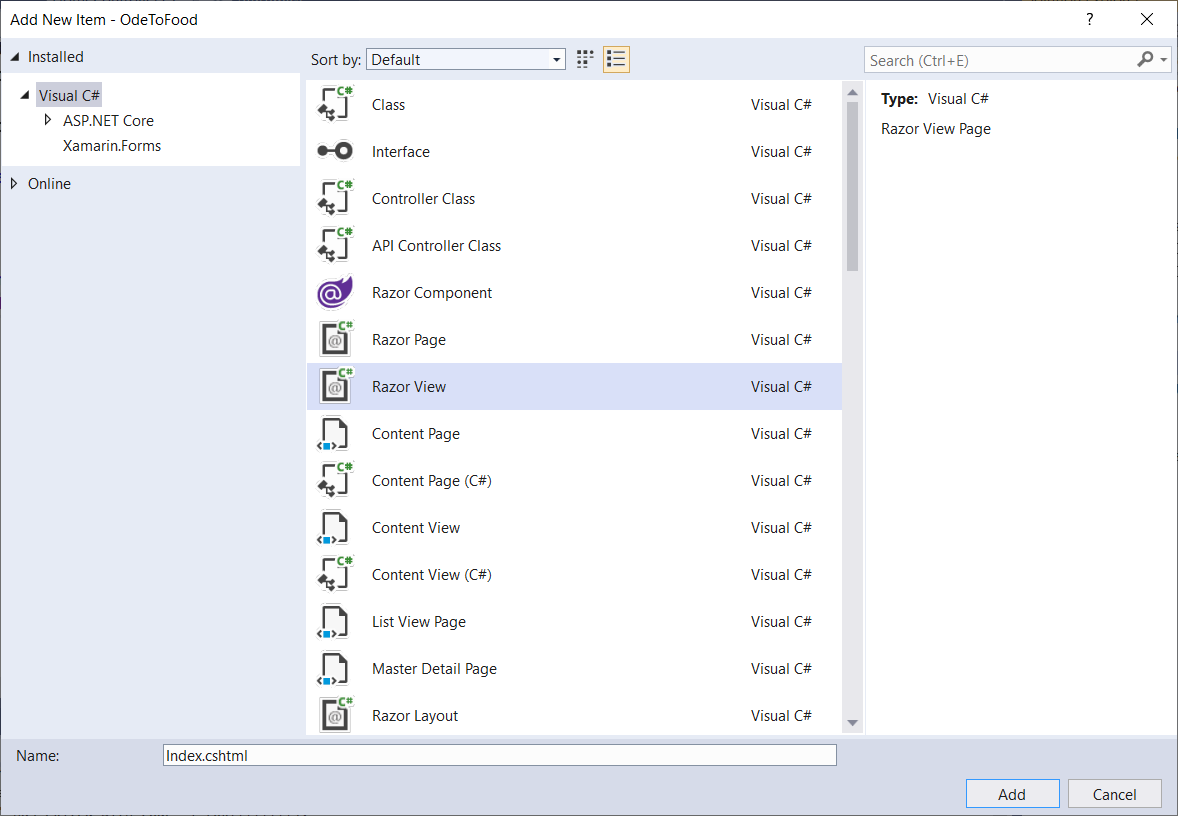 Add New Item - OdeToFood
?
Installed
Sort by: Default
Search (Ctrl+E)
Visual C#
ASP.NET Core
Xamarin.Forms
Online
Class Visual C#
Interface Visual C#
Controller Class Visual C#
API Controller Class Visual C#
Razor Component Visual C#
Razor Page Visual C#
Razor View Visual C#
Content Page Visual C#
Content Page (C#) Visual C#
Content View Visual C#
Content View (C#) Visual C#
List View Page Visual C#
Master Detail Page Visual C#
Razor Layout Visual C#
Type: Visual C#
Razor View Page
Name: Index.cshtml
Add Cancel